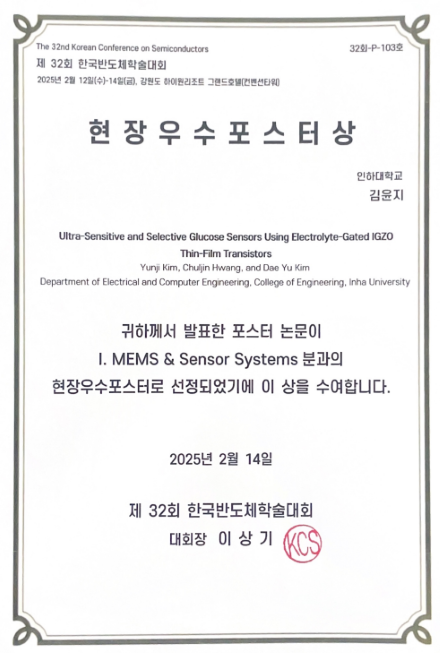 The 32nd Korean Conference on Semiconductors
32회-P-103호
제 32회 한국반도체학술대회
2025년 2월 12일(수)-14일(금), 강원도 하이원리조트 그랜드호텔(컨벤션타워)
현장우수포스터상
인하대학교
김윤지
Ultra-Sensitive and Selective Glucose Sensors Using Electrolyte-Gated IGZO
Thin-Film Transistors
Yunji Kim, Chuljin Hwang, and Dae Yu Kim
Department of Electrical and Computer Engineering, College of Engineering, Inha University
귀하께서 발표한 포스터 논문이
I. MEMS & Sensor Systems 분과의
현장우수포스터로 선정되었기에 이 상을 수여합니다.
2025년 2월 14일
제 32회 한국반도체학술대회
대회장 이상기 KCS